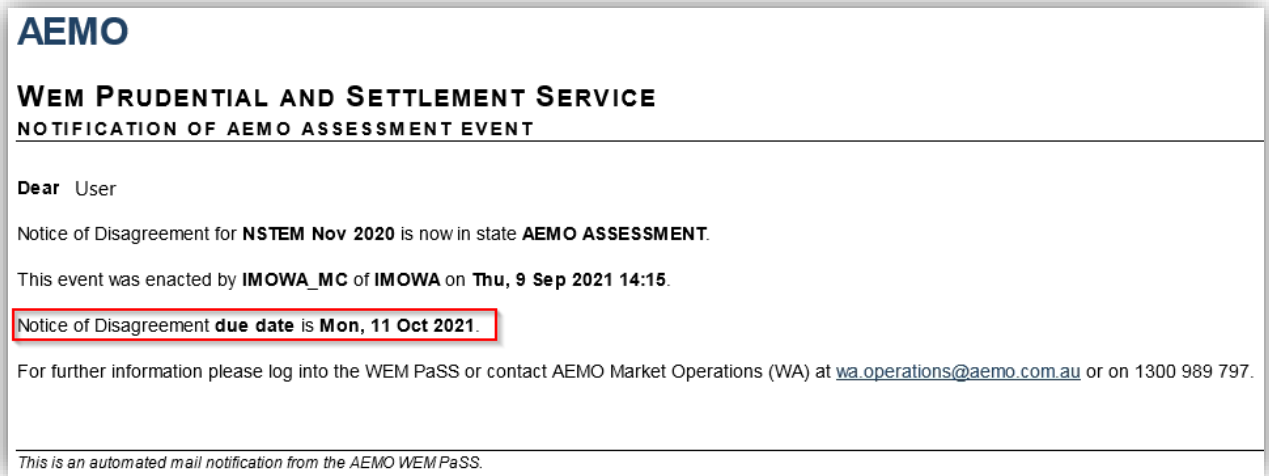 AEMO
WEM PRUDENTIAL AND SETTLEMENT SERVICE
NOTIFICATION OF AEMO ASSESSMENT EVENT
Dear User
Notice of Disagreement for NSTEM Nov 2020 is now in state AEMO ASSESSMENT.
This event was enacted by IMOWA_MC of IMOWA on Thu, 9 Sep 2021 14:15.
Notice of Disagreement due date is Mon, 11 Oct 2021.
For further information please log into the WEM PaSS or contact AEMO Market Operations (WA) at wa.operations@aemo.com.au or on 1300 989 797.
This is an automated mail notification from the AEMO WEM PaSS.